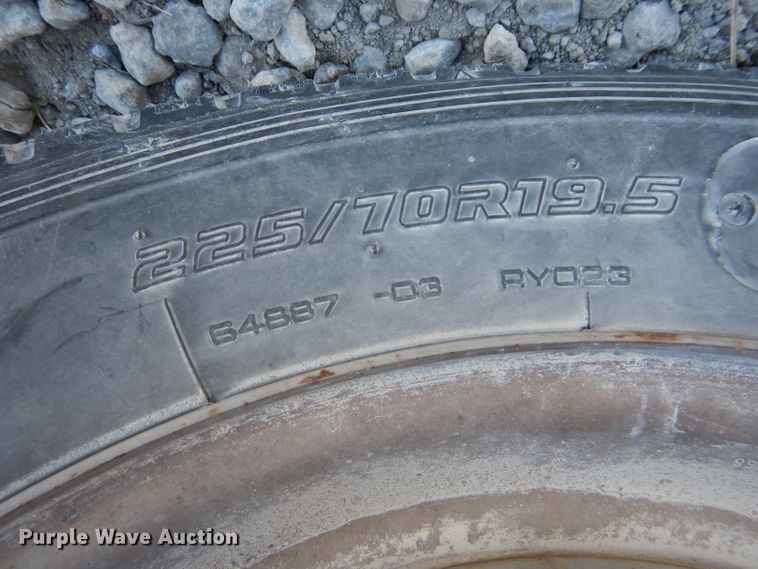 225/70R19.5
64887 -03 RY023
Purple Wave Auction